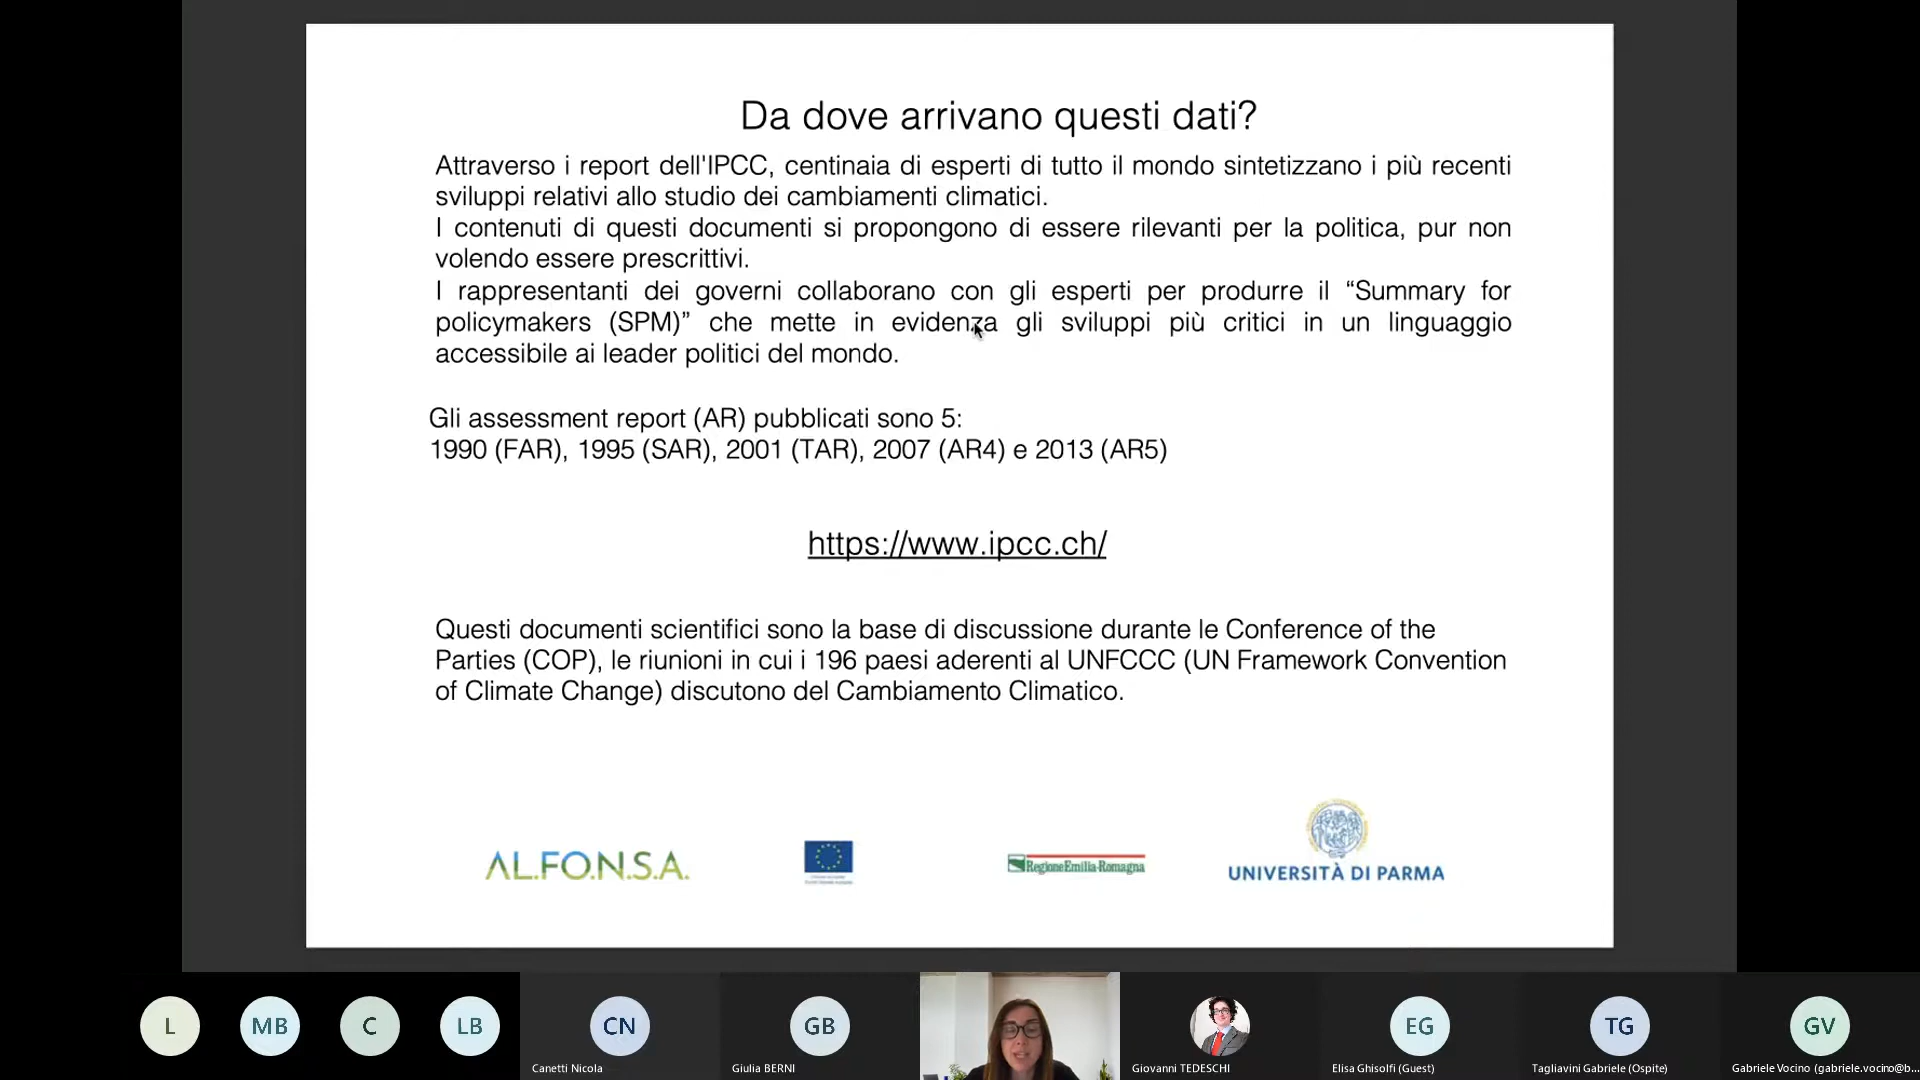 Da dove arrivano questi dati?
Attraverso i report dell'IPCC, centinaia di esperti di tutto il mondo sintetizzano i più recenti
sviluppi relativi allo studio dei cambiamenti climatici.
I contenuti di questi documenti si propongono di essere rilevanti per la politica, pur non
volendo essere prescrittivi.
I rappresentanti dei governi collaborano con gli esperti per produrre il “Summary for
policymakers (SPM)” che mette in evidenza gli sviluppi più critici in un linguaggio
accessibile ai leader politici del mondo.
Gli assessment report (AR) pubblicati sono 5:
1990 (FAR), 1995 (SAR), 2001 (TAR), 2007 (AR4) e 2013 (AR5)
https://www.ipcc.ch/
Questi documenti scientifici sono la base di discussione durante le Conference of the
Parties (COP), le riunioni in cui i 196 paesi aderenti al UNFCCC (UN Framework Convention
of Climate Change) discutono del Cambiamento Climatico.
AL.FO.N.S.A.
RegioneEmilia-Romagna
UNIVERSITÀ DI PARMA
L
MB
C
LB
CN
GB
EG
TG
GV
Canetti Nicola
Giulia BERNI
Giovanni TEDESCHI
Elisa Ghisolfi (Guest)
Tagliavini Gabriele (Ospite)
Gabriele Vocino (gabriele.vocino@b...